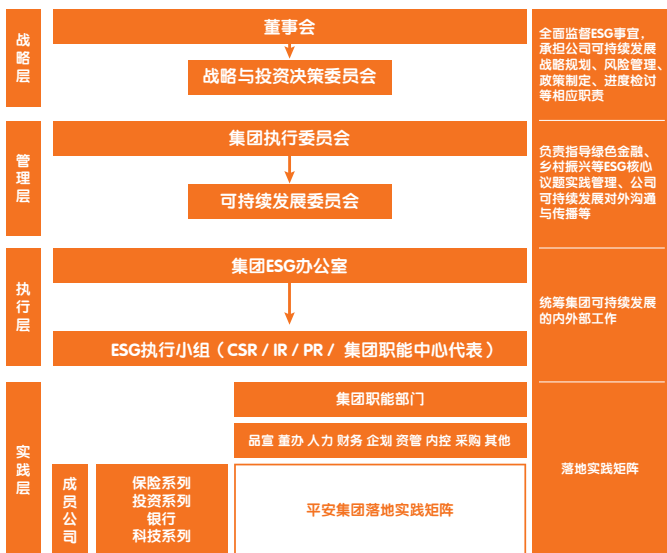 战略层
董事会
战略与投资决策委员会
全面监督ESG事宜，
承担公司可持续发展
战略规划、风险管理、
政策制定、进度检讨
等相应职责
管理层
集团执行委员会
可持续发展委员会
负责指导绿色金融、
乡村振兴等ESG核心
议题实践管理、公司
可持续发展对外沟通
与传播等
执行层
集团ESG办公室
ESG执行小组（CSR / IR / PR / 集团职能中心代表）
统筹集团可持续发展
的内外部工作
实践层
集团职能部门
品宣 董办 人力 财务 企划 资管 内控 采购 其他
成员公司
保险系列
投资系列
银行
科技系列
平安集团落地实践矩阵
落地实践矩阵